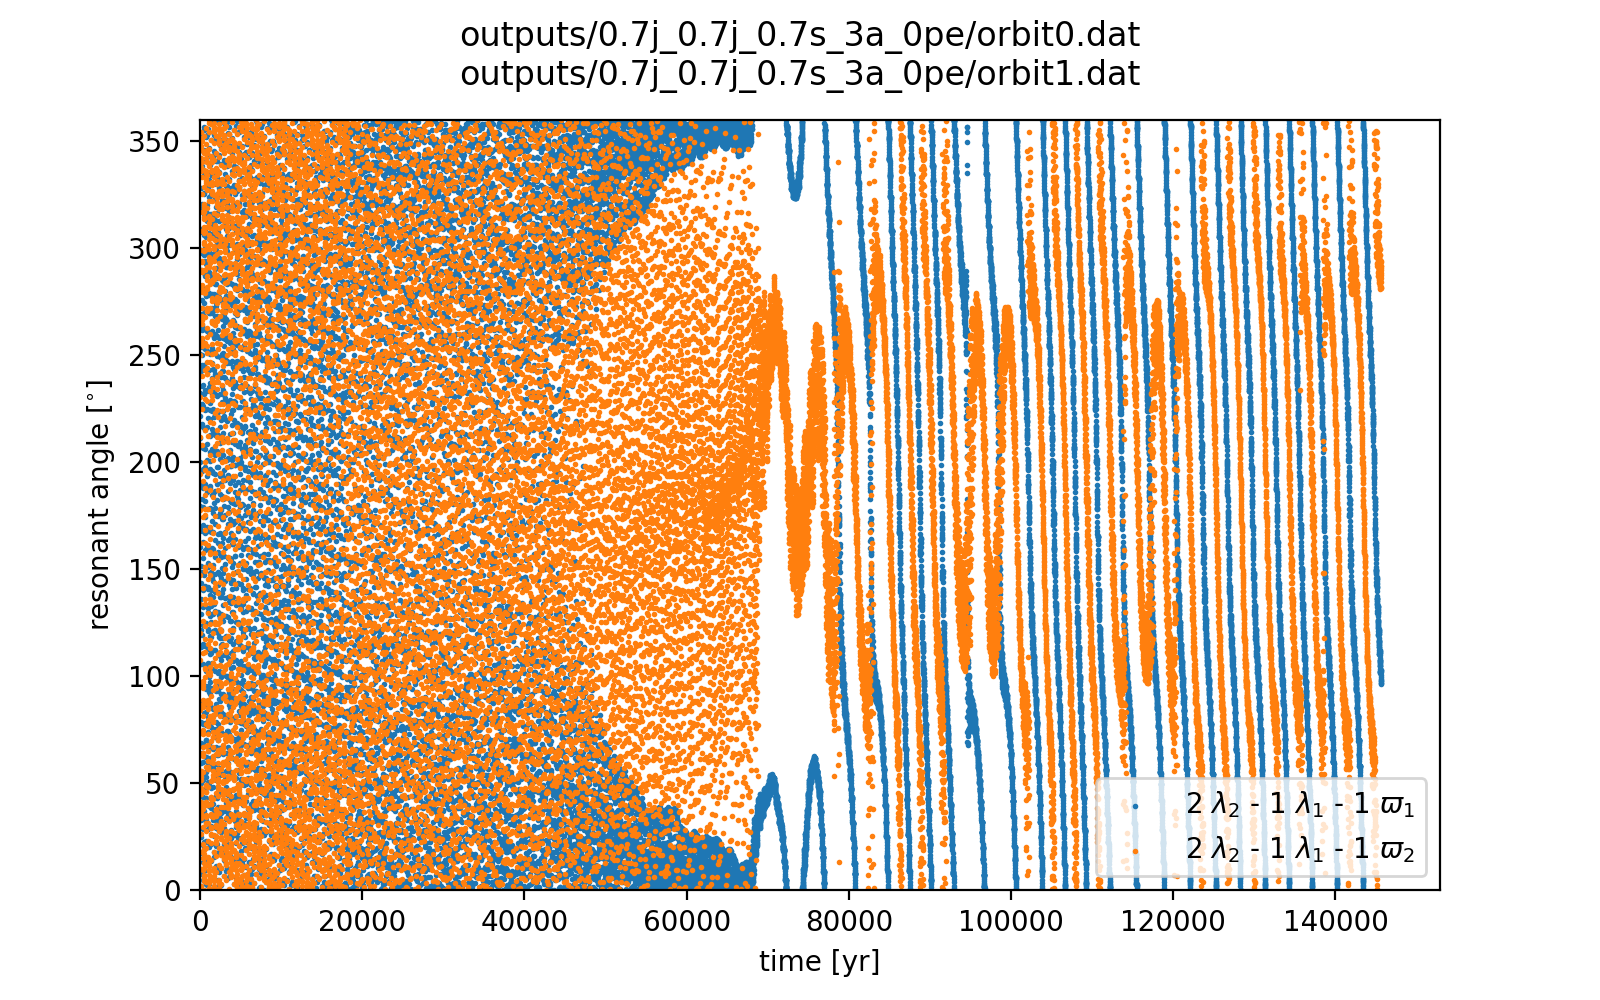 outputs/0.7j_0.7j_0.7s_3a_0pe/orbit0.dat
outputs/0.7j_0.7j_0.7s_3a_0pe/orbit1.dat
350
300
250
200
150
100
50
0
resonant angle [°]
2 λ₂ - 1 λ₁ - 1 ϖ₁
2 λ₂ - 1 λ₁ - 1 ϖ₂
0 20000 40000 60000 80000 100000 120000 140000
time [yr]